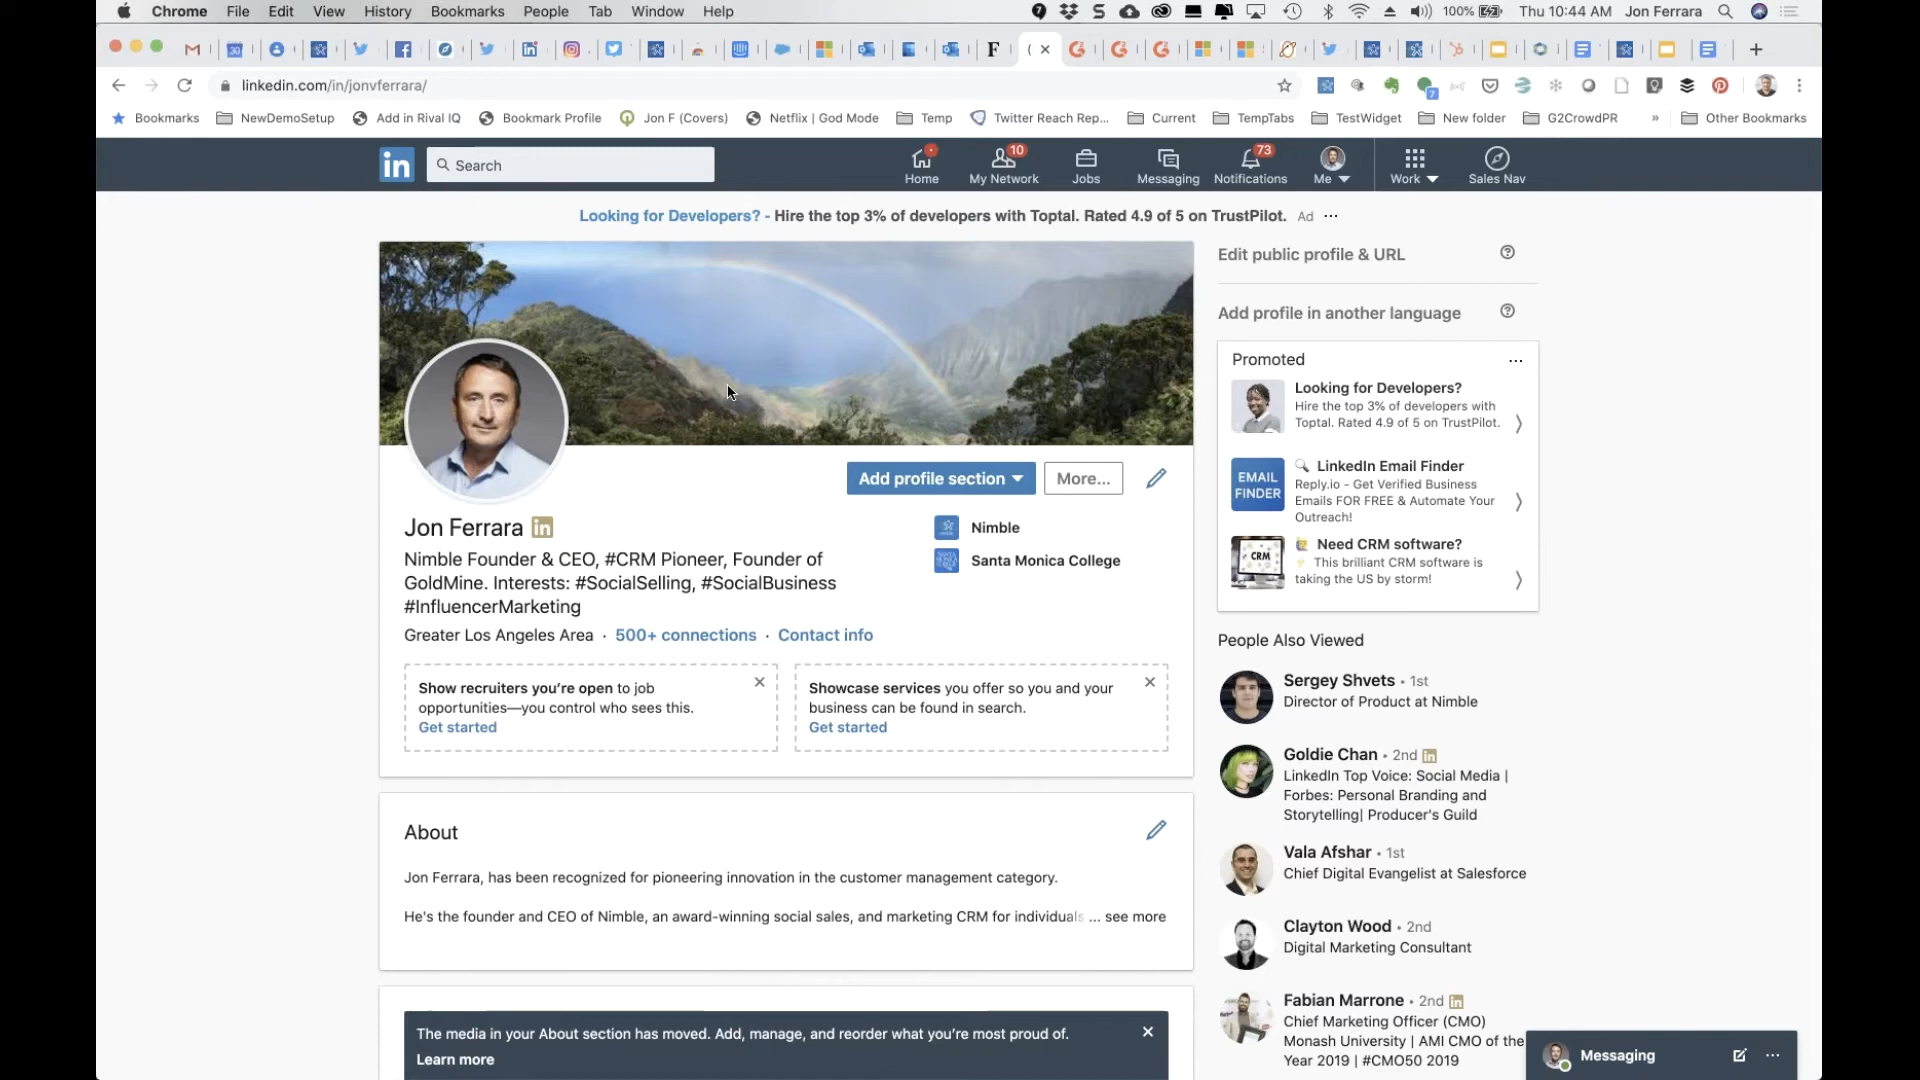 Chrome File Edit View History Bookmarks People Tab Window Help 100% Thu 10:44 AM Jon Ferrara
linkedin.com/in/jonvferrara/
Bookmarks NewDemoSetup Add in Rival IQ Bookmark Profile Jon F (Covers) Netflix | God Mode Temp Twitter Reach Rep... Current TempTabs TestWidget New folder G2CrowdPR » Other Bookmarks
in Search
Home My Network 10 Jobs Messaging Notifications 73 Me Work Sales Nav
Looking for Developers? - Hire the top 3% of developers with Toptal. Rated 4.9 of 5 on TrustPilot. Ad ...
Add profile section More...
Jon Ferrara in
Nimble Founder & CEO, #CRM Pioneer, Founder of
GoldMine. Interests: #SocialSelling, #SocialBusiness
#InfluencerMarketing
Greater Los Angeles Area · 500+ connections · Contact info
Nimble
Santa Monica College
Show recruiters you're open to job
opportunities—you control who sees this.
Get started
Showcase services you offer so you and your
business can be found in search.
Get started
About
Jon Ferrara, has been recognized for pioneering innovation in the customer management category.
He's the founder and CEO of Nimble, an award-winning social sales, and marketing CRM for individuals ... see more
The media in your About section has moved. Add, manage, and reorder what you're most proud of.
Learn more
Edit public profile & URL
Add profile in another language
Promoted ...
Looking for Developers?
Hire the top 3% of developers with
Toptal. Rated 4.9 of 5 on TrustPilot.
EMAIL
FINDER
LinkedIn Email Finder
Reply.io - Get Verified Business
Emails FOR FREE & Automate Your
Outreach!
CRM
Need CRM software?
This brilliant CRM software is
taking the US by storm!
People Also Viewed
Sergey Shvets • 1st
Director of Product at Nimble
Goldie Chan • 2nd in
LinkedIn Top Voice: Social Media |
Forbes: Personal Branding and
Storytelling| Producer's Guild
Vala Afshar • 1st
Chief Digital Evangelist at Salesforce
Clayton Wood • 2nd
Digital Marketing Consultant
Fabian Marrone • 2nd in
Chief Marketing Officer (CMO)
Monash University | AMI CMO of the
Year 2019 | #CMO50 2019
Messaging ...